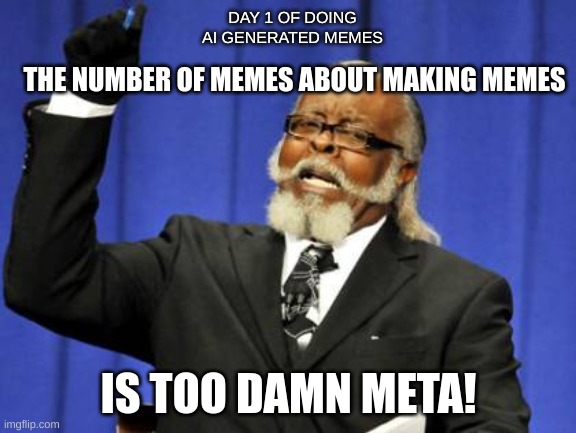 DAY 1 OF DOING
AI GENERATED MEMES
THE NUMBER OF MEMES ABOUT MAKING MEMES
IS TOO DAMN META!
imgflip.com